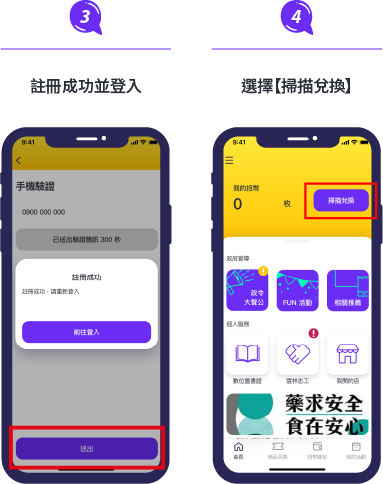 3
註冊成功並登入
9:41
手機驗證
0900 000 000
已送出驗證簡訊 300 秒
註冊成功
註冊成功，請重新登入
前往登入
送出
4
選擇【掃描兌換】
9:41
我的扭幣
0 枚
掃描兌換
政府宣導
政令
大聲公
FUN 活動
相關推薦
個人服務
數位圖書證
雲林志工
我開的店
藥求安全
食在安心
首頁
商品兌換
扭幣錢包
我的活動